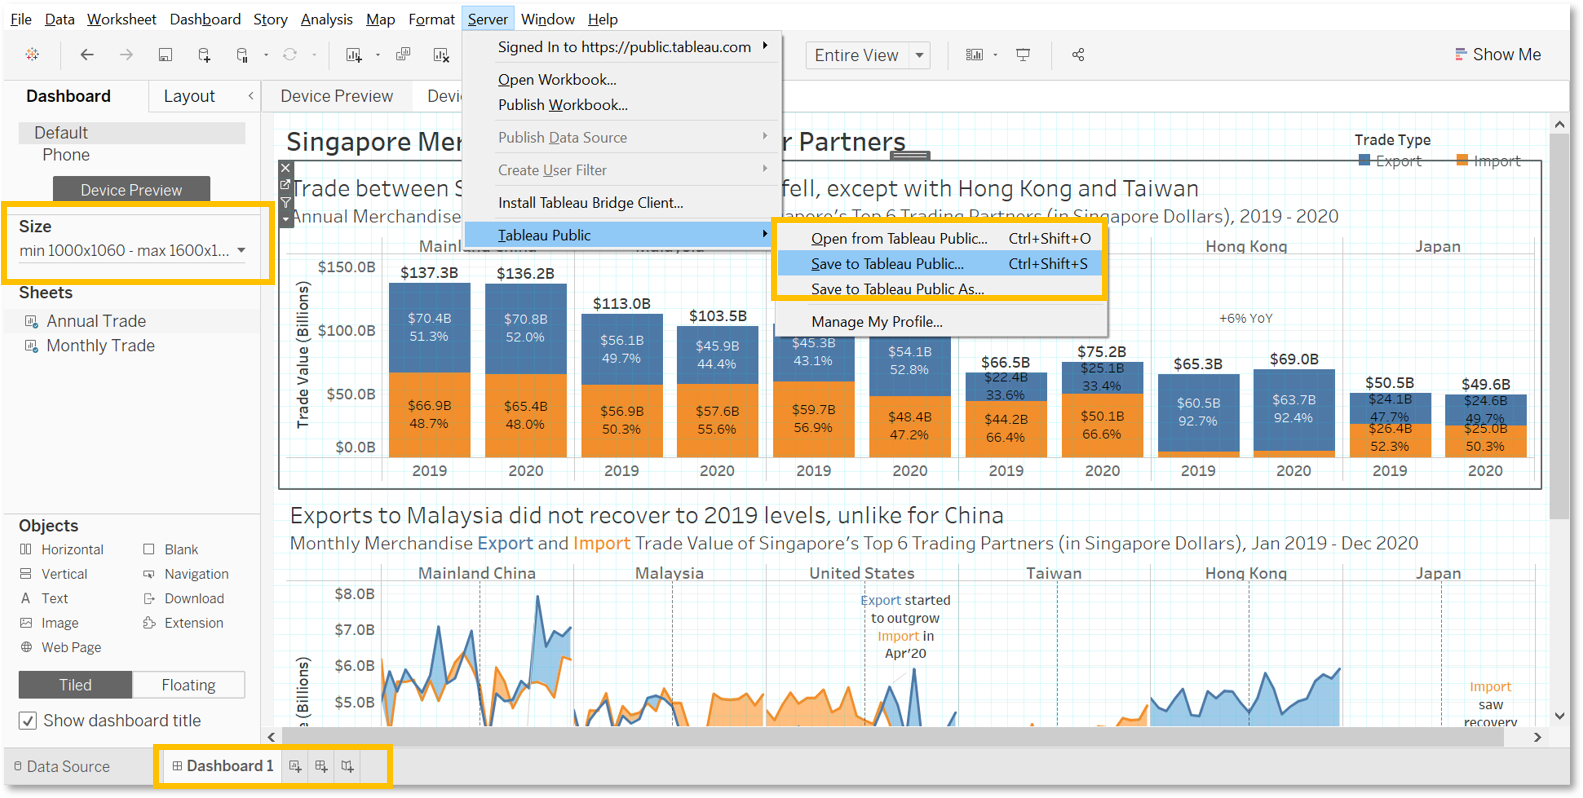 File Data Worksheet Dashboard Story Analysis Map Format Server Window Help
Entire View
Show Me
Signed In to https://public.tableau.com
Open Workbook...
Publish Workbook...
Publish Data Source
Create User Filter
Install Tableau Bridge Client...
Tableau Public
Open from Tableau Public... Ctrl+Shift+O
Save to Tableau Public... Ctrl+Shift+S
Save to Tableau Public As...
Manage My Profile...
Dashboard Layout
Device Preview
Default
Phone
Device Preview
Size
min 1000x1060 - max 1600x1...
Sheets
Annual Trade
Monthly Trade
Objects
Horizontal Blank
Vertical Navigation
Text Download
Image Extension
Web Page
Tiled Floating
Show dashboard title
Singapore Mer r Partners
Trade Type
Export Import
Trade between S fell, except with Hong Kong and Taiwan
Annual Merchandise Singapore's Top 6 Trading Partners (in Singapore Dollars), 2019 - 2020
Hong Kong Japan
Trade Value (Billions)
$150.0B
$100.0B
$50.0B
$0.0B
$137.3B $136.2B $113.0B $103.5B $66.5B $75.2B $65.3B $69.0B $50.5B $49.6B
+6% YoY
$70.4B $70.8B $56.1B $45.9B $45.3B $54.1B $22.4B $25.1B $60.5B $63.7B $24.1B $24.6B
51.3% 52.0% 49.7% 44.4% 43.1% 52.8% 33.6% 33.4% 92.7% 92.4% 47.7% 49.7%
$66.9B $65.4B $56.9B $57.6B $59.7B $48.4B $44.2B $50.1B $26.4B $25.0B
48.7% 48.0% 50.3% 55.6% 56.9% 47.2% 66.4% 66.6% 52.3% 50.3%
2019 2020 2019 2020 2019 2020 2019 2020 2019 2020 2019 2020
Exports to Malaysia did not recover to 2019 levels, unlike for China
Monthly Merchandise Export and Import Trade Value of Singapore's Top 6 Trading Partners (in Singapore Dollars), Jan 2019 - Dec 2020
Mainland China Malaysia United States Taiwan Hong Kong Japan
(Billions)
$8.0B
$7.0B
$6.0B
$5.0B
Export started
to outgrow
Import in
Apr'20
Import
saw
recovery
Data Source Dashboard 1